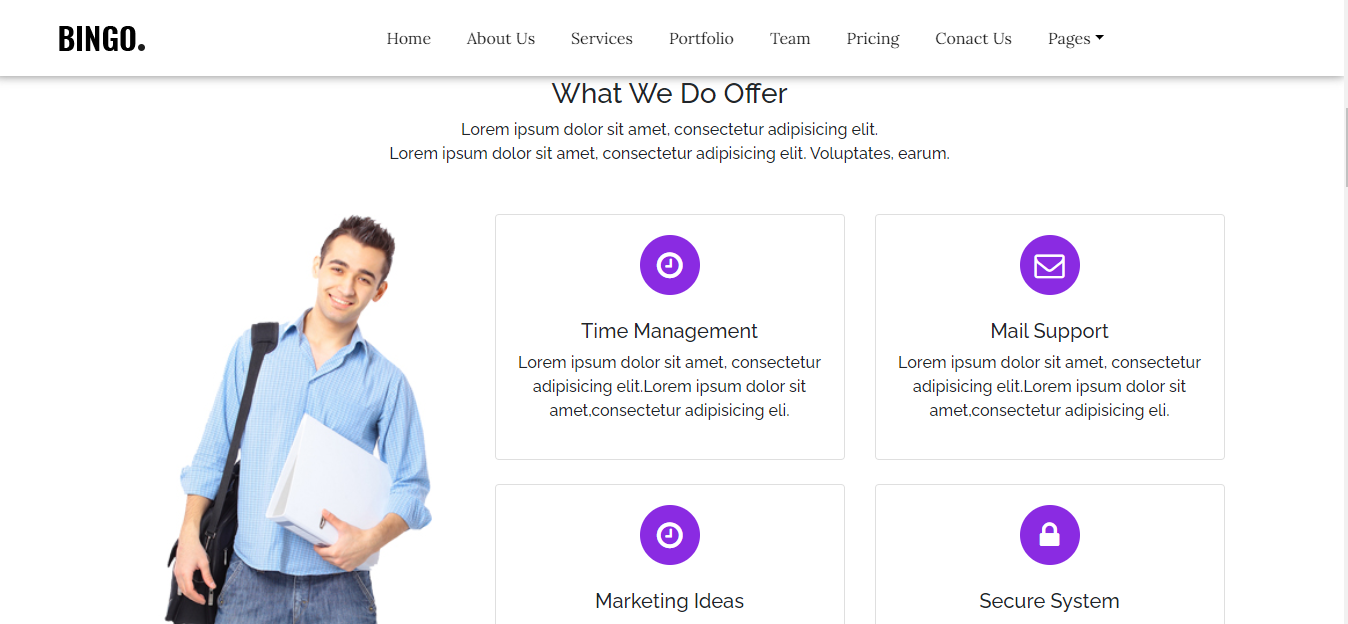 BINGO.
Home About Us Services Portfolio Team Pricing Conact Us Pages
What We Do Offer
Lorem ipsum dolor sit amet, consectetur adipisicing elit.
Lorem ipsum dolor sit amet, consectetur adipisicing elit. Voluptates, earum.
Time Management
Lorem ipsum dolor sit amet, consectetur
adipisicing elit.Lorem ipsum dolor sit
amet,consectetur adipisicing eli.
Mail Support
Lorem ipsum dolor sit amet, consectetur
adipisicing elit.Lorem ipsum dolor sit
amet,consectetur adipisicing eli.
Marketing Ideas
Secure System